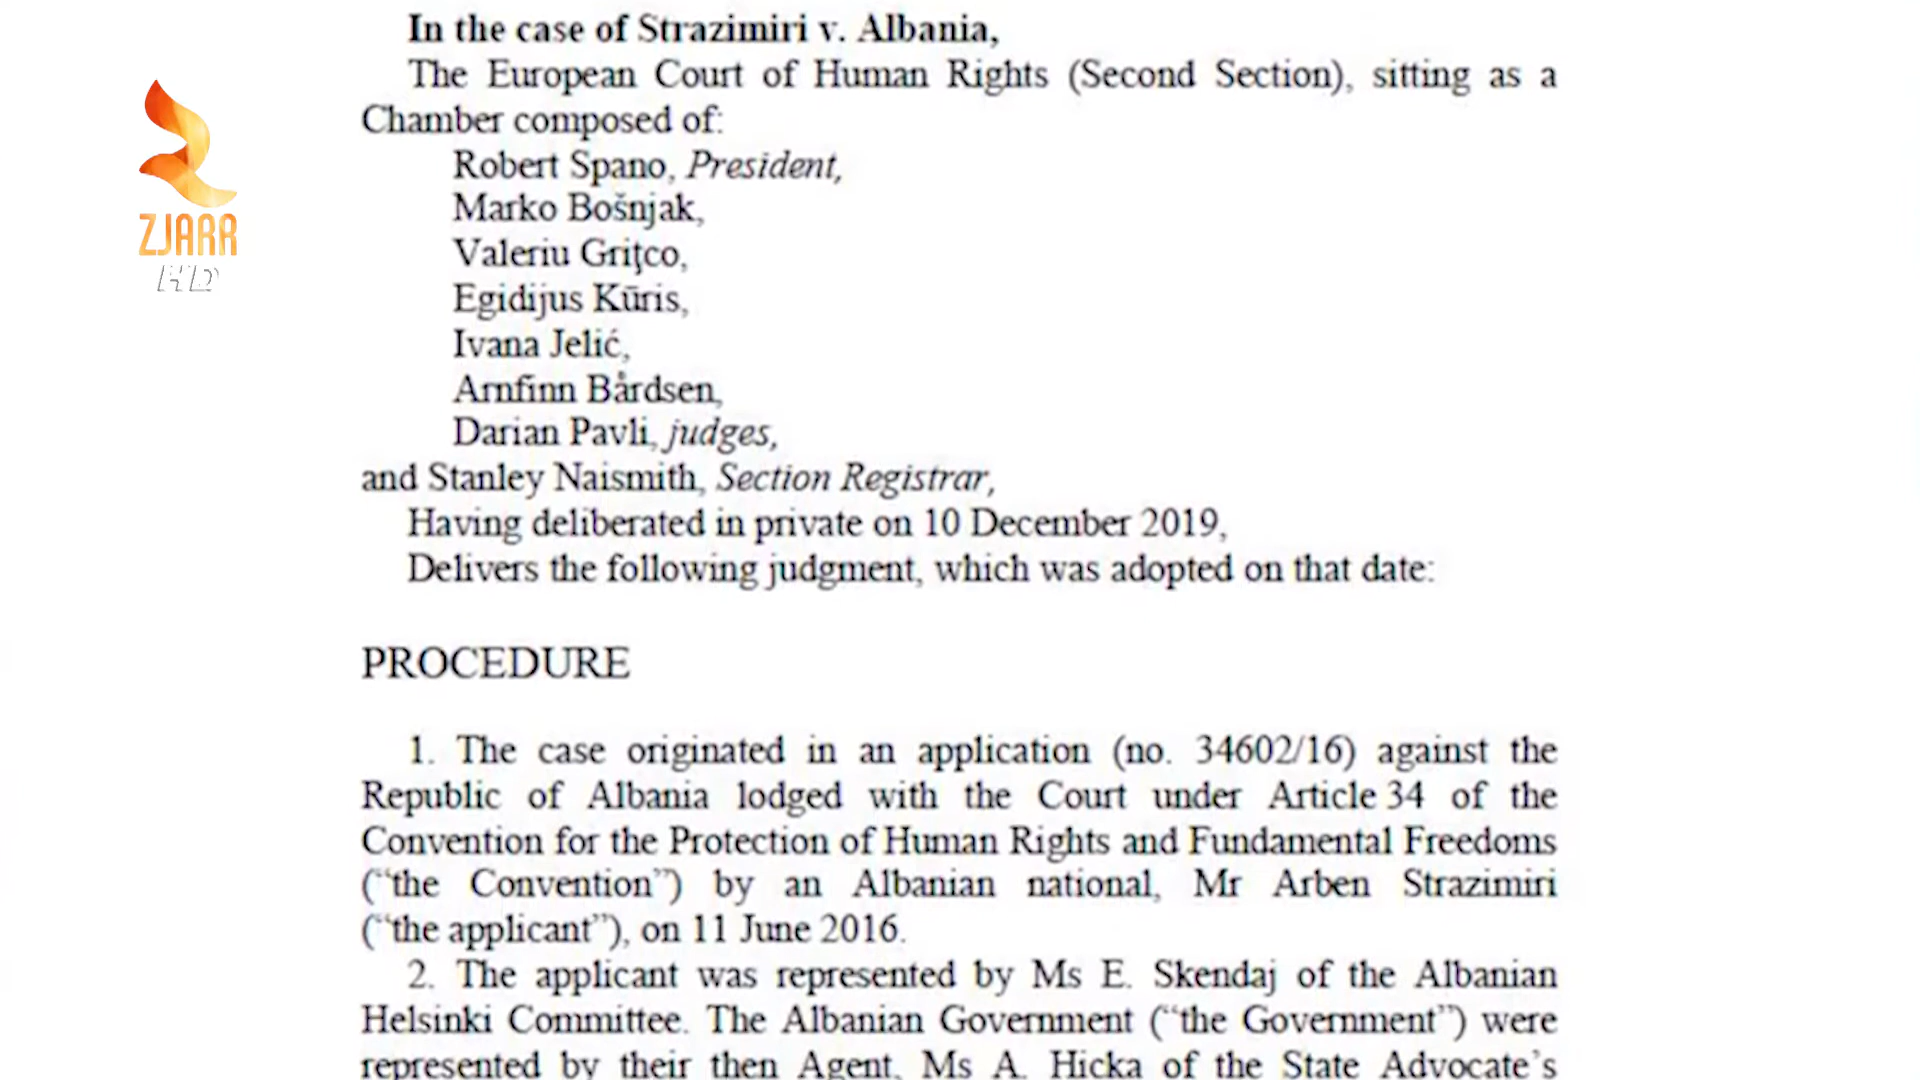 In the case of Strazimiri v. Albania,
The European Court of Human Rights (Second Section), sitting as a
Chamber composed of:
Robert Spano, President,
Marko Bošnjak,
Valeriu Griţco,
Egidijus Kūris,
Ivana Jelić,
Arnfinn Bårdsen,
Darian Pavli, judges,
and Stanley Naismith, Section Registrar,
Having deliberated in private on 10 December 2019,
Delivers the following judgment, which was adopted on that date:
PROCEDURE
1. The case originated in an application (no. 34602/16) against the
Republic of Albania lodged with the Court under Article 34 of the
Convention for the Protection of Human Rights and Fundamental Freedoms
(“the Convention”) by an Albanian national, Mr Arben Strazimiri
(“the applicant”), on 11 June 2016.
2. The applicant was represented by Ms E. Skendaj of the Albanian
Helsinki Committee. The Albanian Government (“the Government”) were
represented by their then Agent, Ms A. Hicka of the State Advocate’s
ZJARR
HD